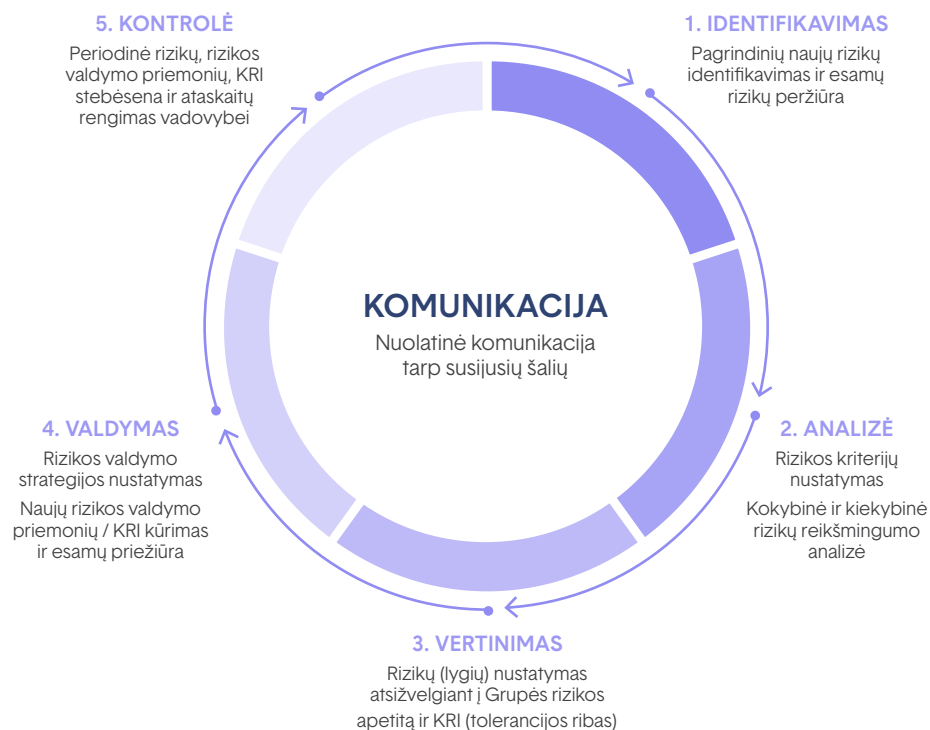 5. KONTROLĖ
Periodinė rizikų, rizikos
valdymo priemonių, KRI
stebėsena ir ataskaitų
rengimas vadovybei
1. IDENTIFIKAVIMAS
Pagrindinių naujų rizikų
identifikavimas ir esamų
rizikų peržiūra
KOMUNIKACIJA
Nuolatinė komunikacija
tarp susijusių šalių
4. VALDYMAS
Rizikos valdymo
strategijos nustatymas
Naujų rizikos valdymo
priemonių / KRI kūrimas
ir esamų priežiūra
2. ANALIZĖ
Rizikos kriterijų
nustatymas
Kokybinė ir kiekybinė
rizikų reikšmingumo
analizė
3. VERTINIMAS
Rizikų (lygių) nustatymas
atsižvelgiant į Grupės rizikos
apetitą ir KRI (tolerancijos ribas)